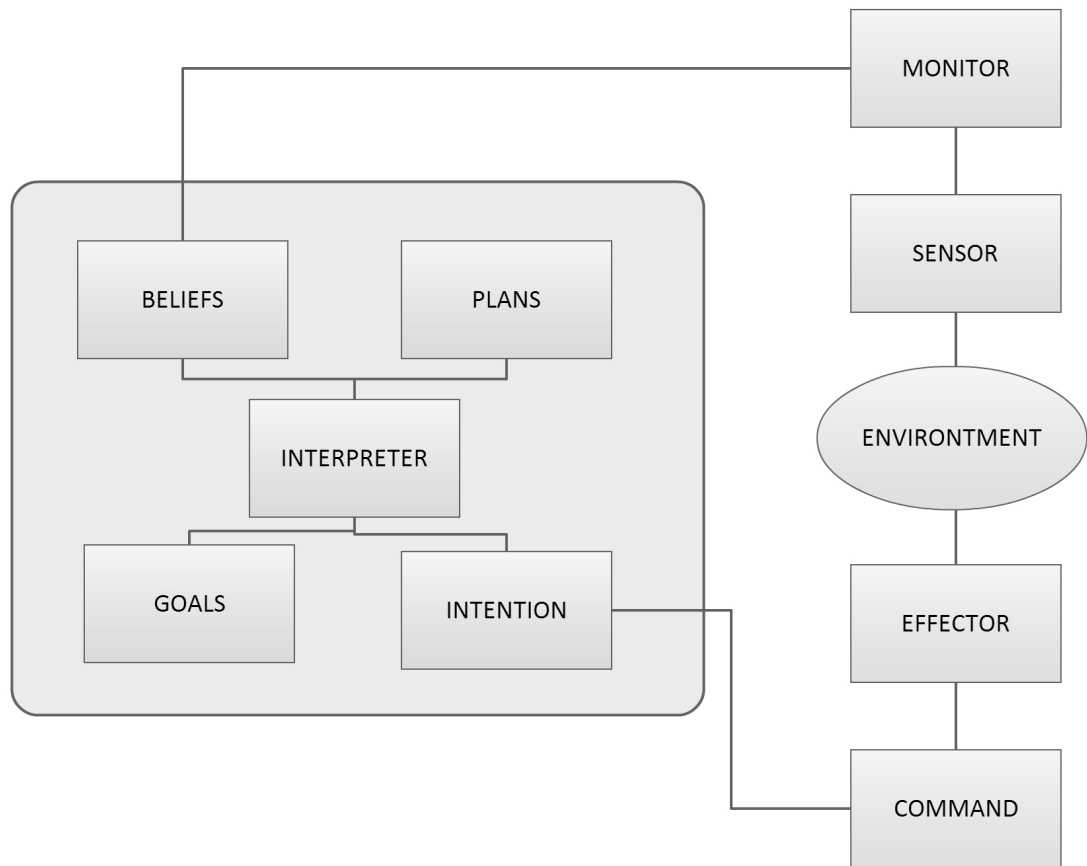 MONITOR
SENSOR
BELIEFS
PLANS
ENVIRONTMENT
INTERPRETER
GOALS
INTENTION
EFFECTOR
COMMAND